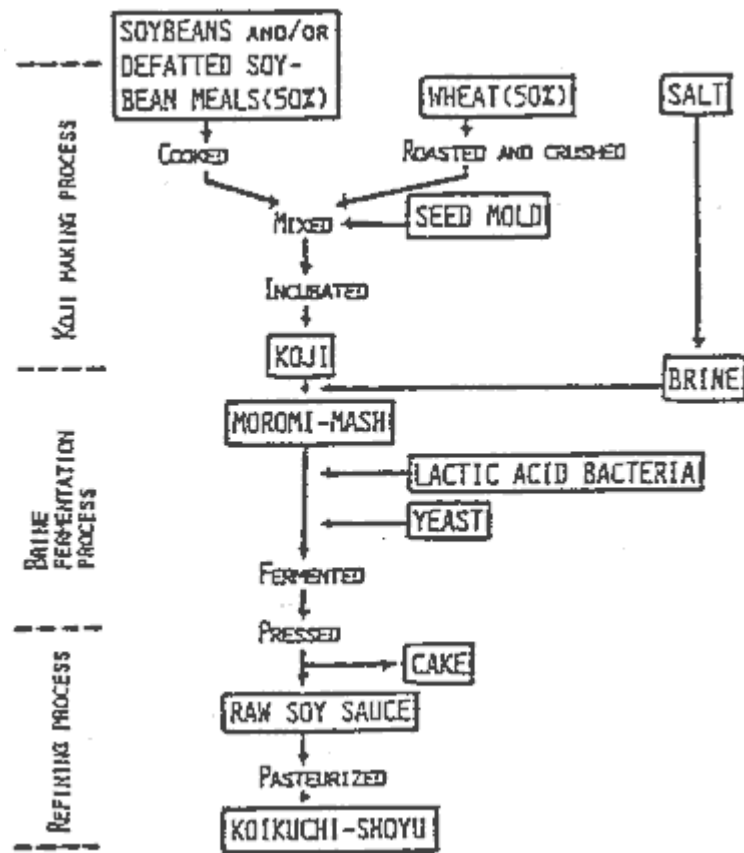 SOYBEANS AND/OR
DEFATTED SOY-
BEAN MEALS(50%)
WHEAT(50%)
SALT
COOKED
ROASTED AND CRUSHED
MIXED
SEED MOLD
INCUBATED
KOJI
BRINE
MOROMI-MASH
LACTIC ACID BACTERIA
YEAST
FERMENTED
PRESSED
CAKE
RAW SOY SAUCE
PASTEURIZED
KOIKUCHI-SHOYU
KOJI MAKING PROCESS
BRINE
FERMENTATION
PROCESS
REFINING PROCESS